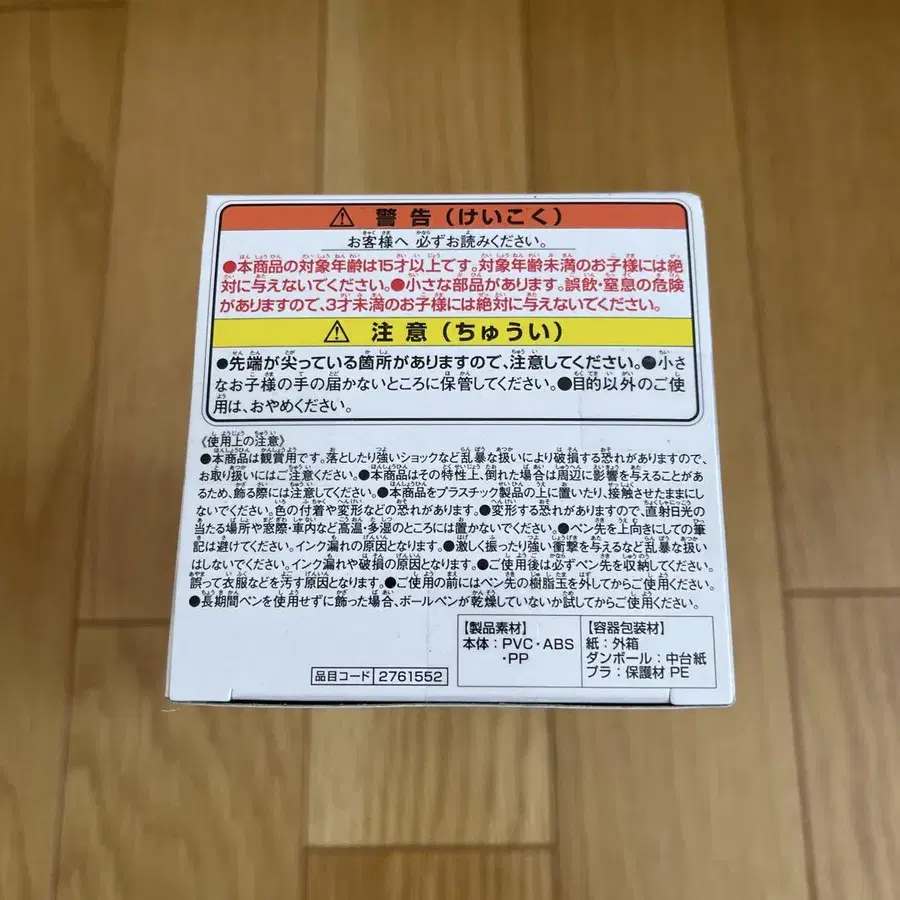 ⚠ 警告(けいこく)
お客様へ 必ずお読みください。
●本商品の対象年齢は15才以上です。対象年齢未満のお子様には絶
対に与えないでください。●小さな部品があります。誤飲・窒息の危険
がありますので、3才未満のお子様には絶対に与えないでください。
⚠ 注意(ちゅうい)
●先端が尖っている箇所がありますので、注意してください。●小さ
なお子様の手の届かないところに保管してください。●目的以外のご使
用は、おやめください。
《使用上の注意》
●本商品は観賞用です。落としたり強いショックなど乱暴な扱いにより破損する恐れがありますので、
お取り扱いにはご注意ください。●本商品はその特性上、倒れた場合は周辺に影響を与えることがあ
るため、飾る際には注意してください。●本商品をプラスチック製品の上に置いたり、接触させたままにし
ないでください。色の付着や変形などの恐れがあります。●変形する恐れがありますので、直射日光の
当たる場所や窓際・車内など高温・多湿のところには置かないでください。●ペン先を上向きにしての筆
記は避けてください。インク漏れの原因となります。●激しく振ったり強い衝撃を与えるなど乱暴な扱い
はしないでください。インク漏れや破損の原因となります。●ご使用後は必ずペン先を収納してください。
誤って衣服などを汚す原因となります。●ご使用の前にはペン先の樹脂玉を外してからご使用ください。
●長期間ペンを使用せずに飾った場合、ボールペンが乾燥していないか試してからご使用ください。
【製品素材】
本体:PVC・ABS
・PP
【容器包装材】
紙:外箱
ダンボール:中台紙
プラ:保護材 PE
品目コード 2761552